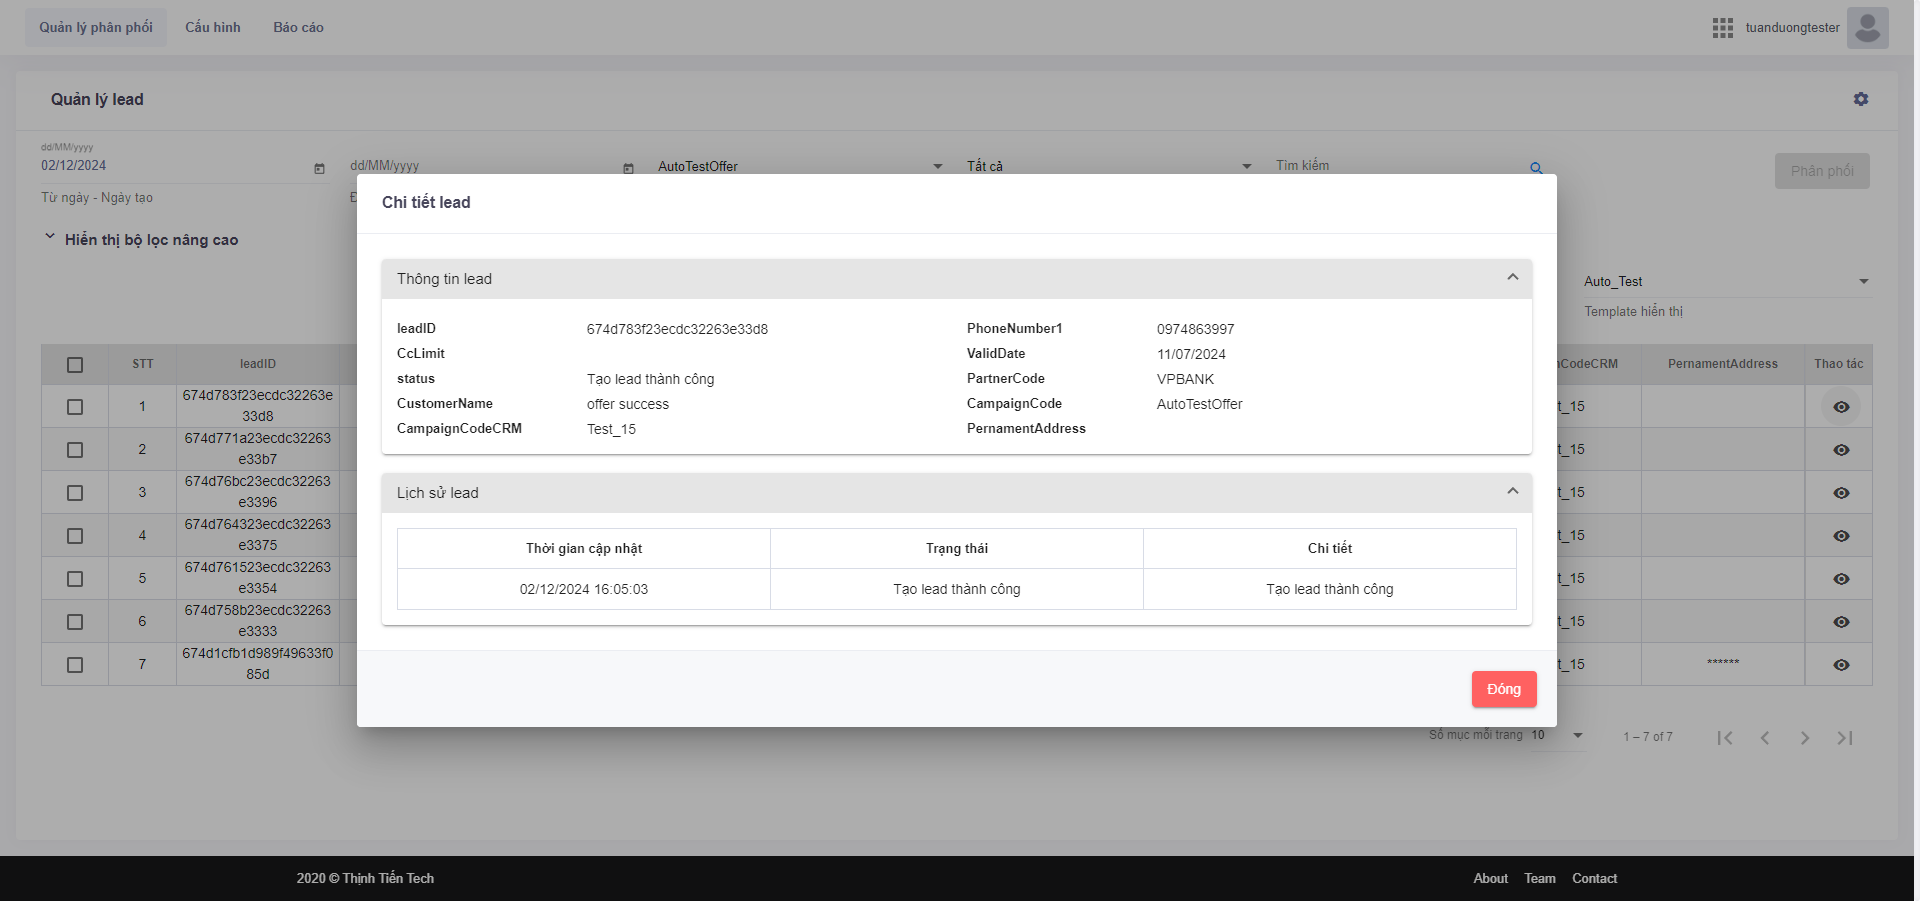 Quản lý phân phối Cấu hình Báo cáo tuanduongtester
Quản lý lead
dd/MM/yyyy
02/12/2024 dd/MM/yyyy AutoTestOffer Tất cả Tìm kiếm Phân phối
Từ ngày - Ngày tạo
Hiển thị bộ lọc nâng cao
Auto_Test
Template hiển thị
STT leadID CodeCRM PernamentAddress Thao tác
1 674d783f23ecdc32263e33d8 t_15
2 674d771a23ecdc32263e33b7 t_15
3 674d76bc23ecdc32263e3396 t_15
4 674d764323ecdc32263e3375 t_15
5 674d761523ecdc32263e3354 t_15
6 674d758b23ecdc32263e3333 t_15
7 674d1cfb1d989f49633f085d t_15 ******
Chi tiết lead
Thông tin lead
leadID 674d783f23ecdc32263e33d8 PhoneNumber1 0974863997
CcLimit ValidDate 11/07/2024
status Tạo lead thành công PartnerCode VPBANK
CustomerName offer success CampaignCode AutoTestOffer
CampaignCodeCRM Test_15 PernamentAddress
Lịch sử lead
Thời gian cập nhật Trạng thái Chi tiết
02/12/2024 16:05:03 Tạo lead thành công Tạo lead thành công
Đóng
Số mục mỗi trang 10 1 – 7 of 7
2020 © Thịnh Tiến Tech About Team Contact